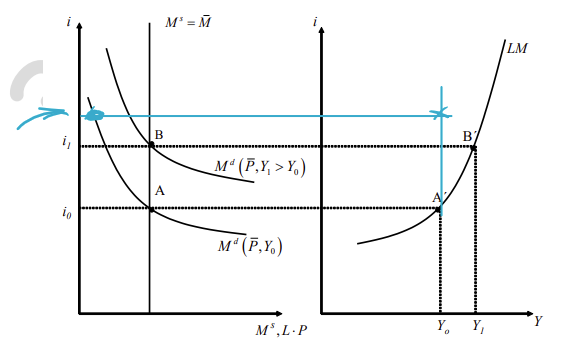 i
M^s = M̄
i
LM
B
i_1
B´
M^d (P̄, Y_1 > Y_0)
A
A´
i_0
M^d (P̄, Y_0)
M^s, L · P
Y_o
Y_1
Y